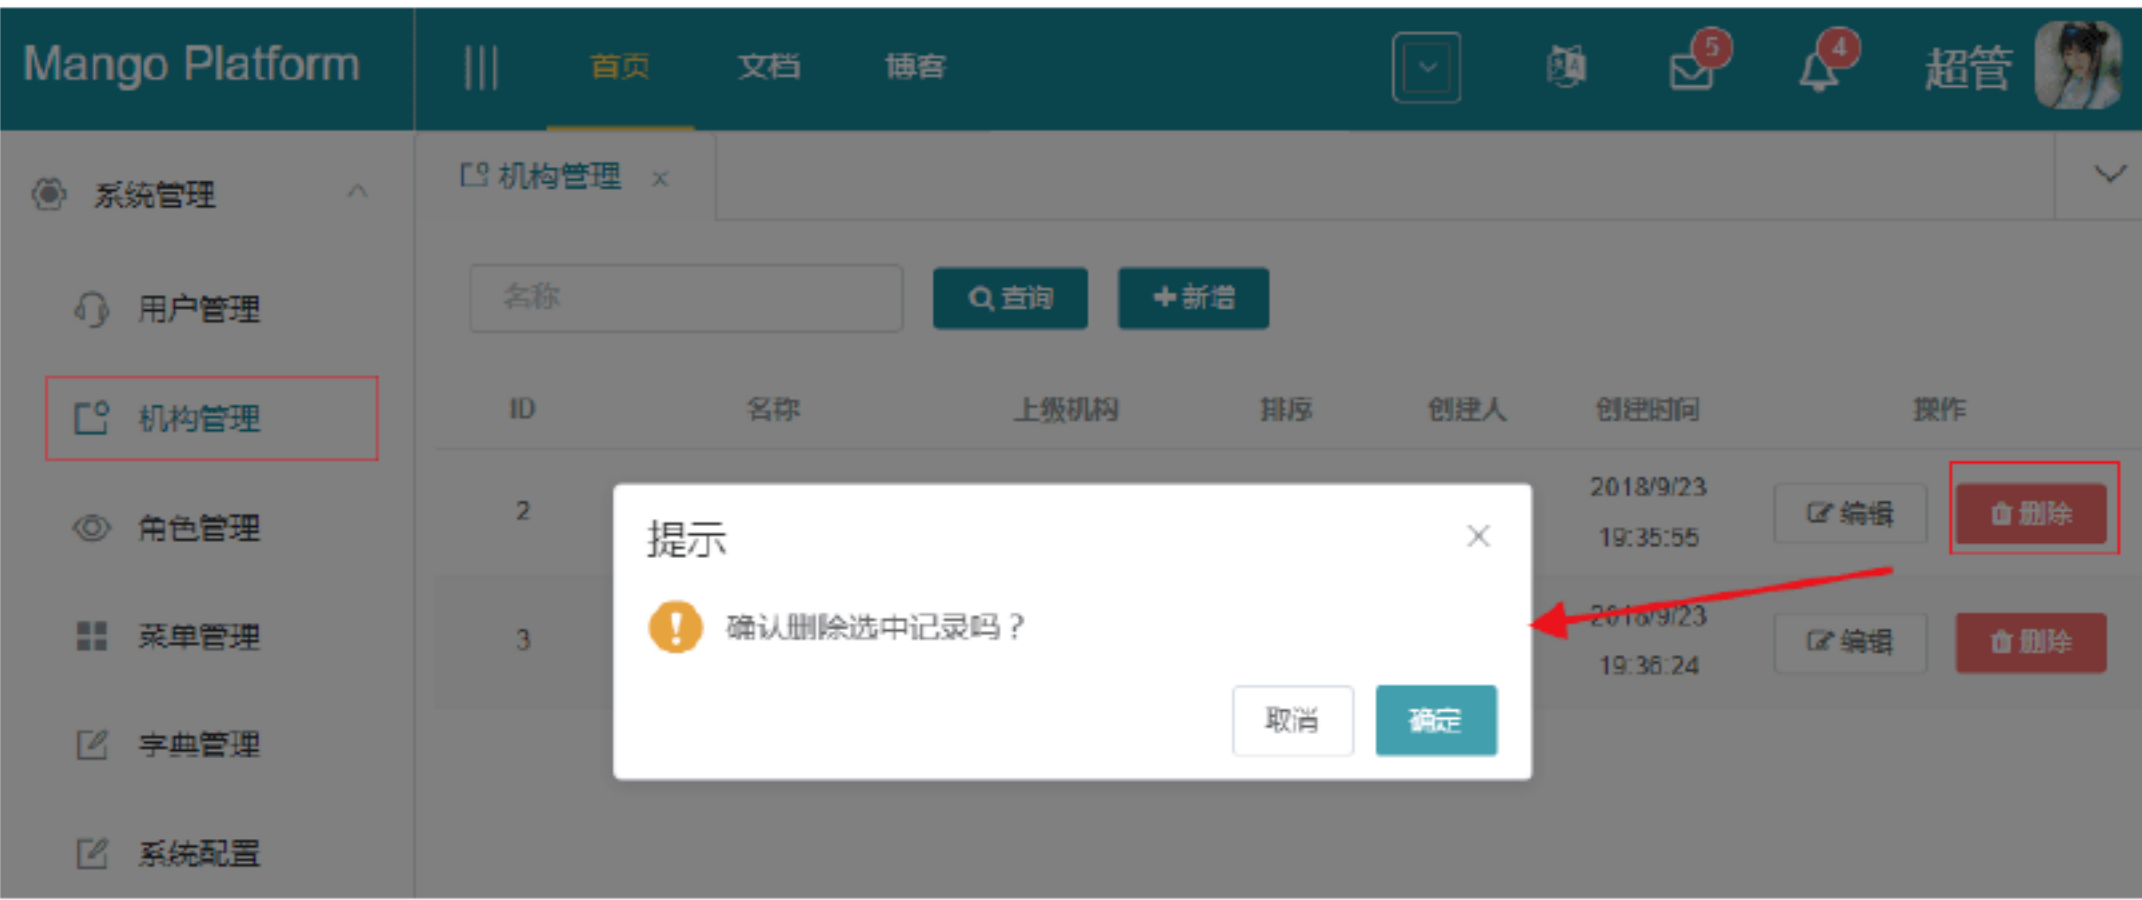 Mango Platform
首页 文档 博客
5
4
超管
系统管理
机构管理 ×
用户管理
名称 查询 +新增
机构管理
ID 名称 上级机构 排序 创建人 创建时间 操作
角色管理
2 2018/9/23 19:35:55 编辑 删除
提示
确认删除选中记录吗？
取消 确定
3 2018/9/23 19:36:24 编辑 删除
菜单管理
字典管理
系统配置